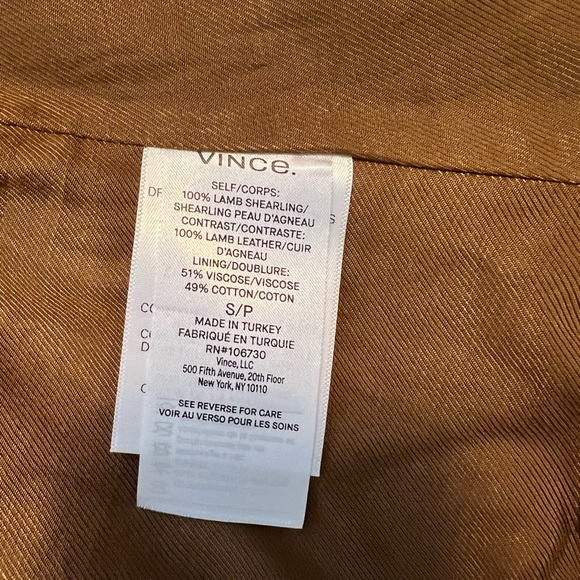 VINCE.
SELF/CORPS:
100% LAMB SHEARLING/
SHEARLING PEAU D'AGNEAU
CONTRAST/CONTRASTE:
100% LAMB LEATHER/CUIR
D'AGNEAU
LINING/DOUBLURE:
51% VISCOSE/VISCOSE
49% COTTON/COTON
S/P
MADE IN TURKEY
FABRIQUÉ EN TURQUIE
RN#106730
Vince, LLC
500 Fifth Avenue, 20th Floor
New York, NY 10110
SEE REVERSE FOR CARE
VOIR AU VERSO POUR LES SOINS